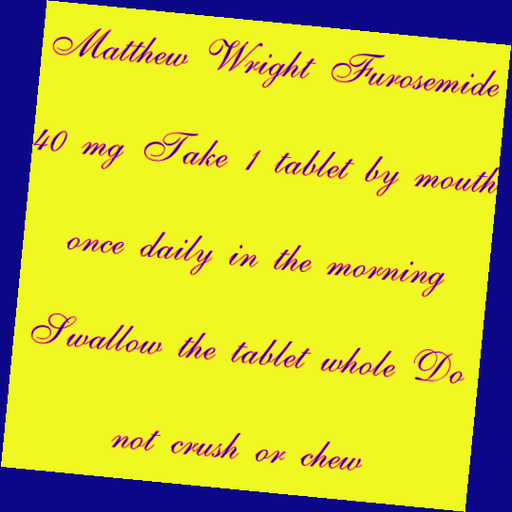 Matthew Wright Furosemide
40 mg Take 1 tablet by mouth
once daily in the morning
Swallow the tablet whole Do
not crush or chew